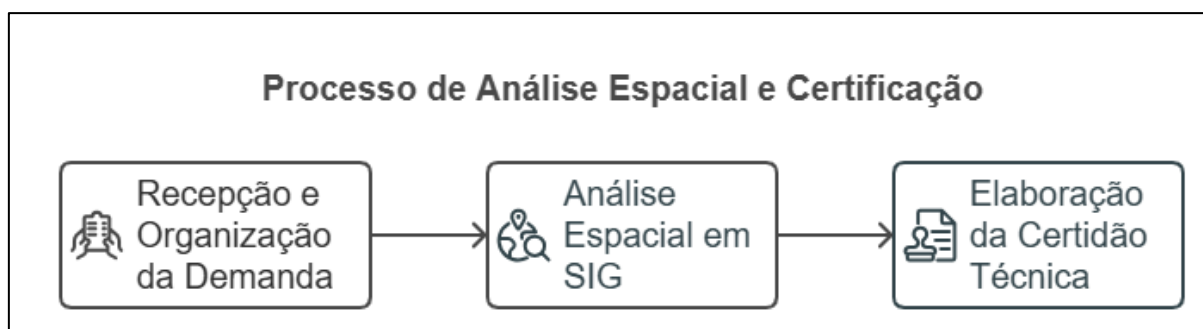 Processo de Análise Espacial e Certificação
Recepção e
Organização
da Demanda
Análise
Espacial em
SIG
Elaboração
da Certidão
Técnica